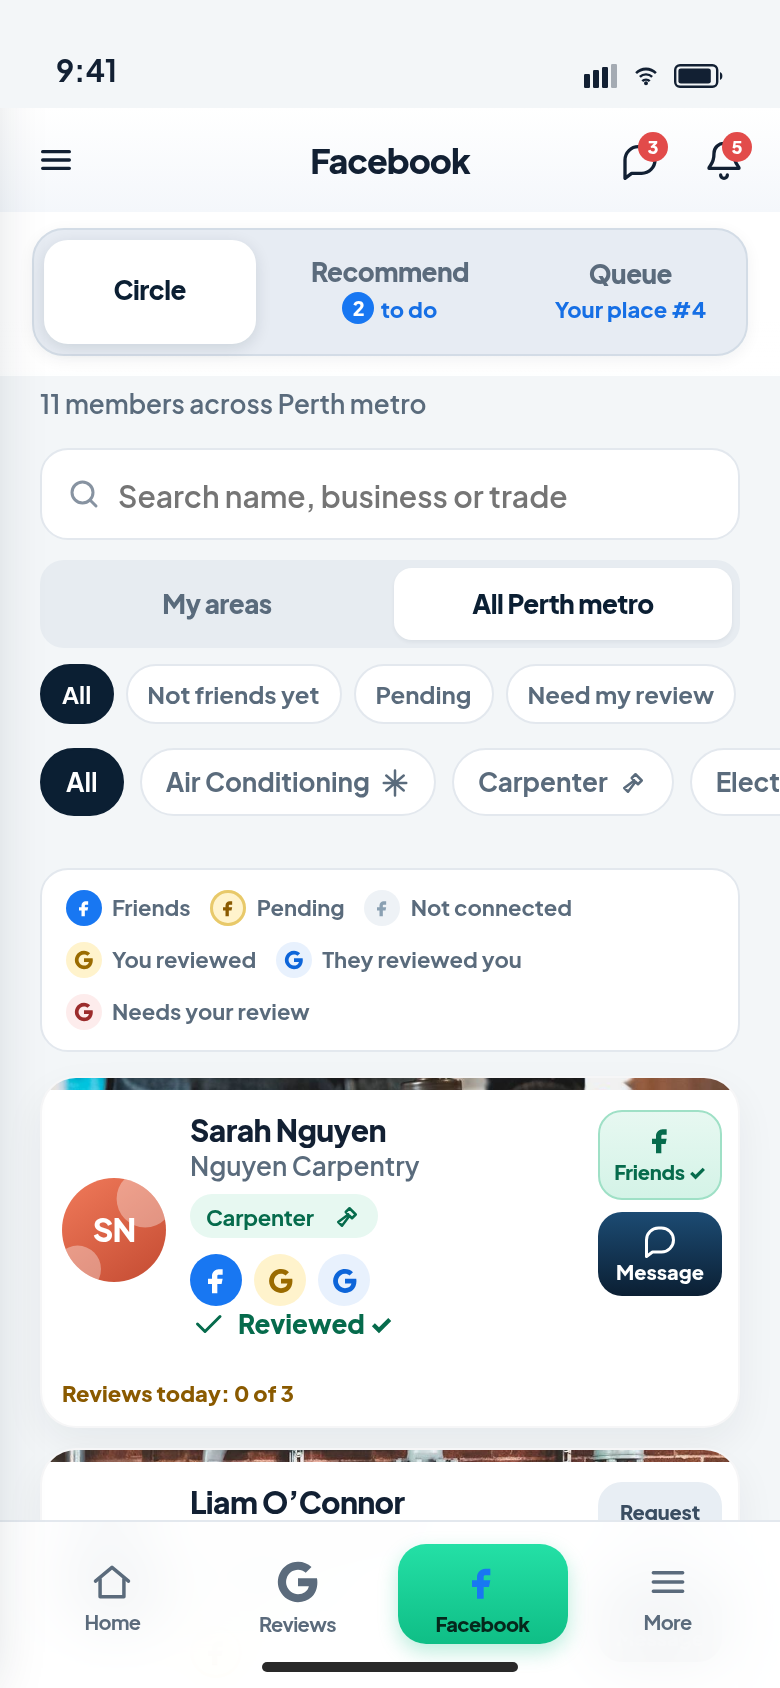 9:41
Facebook
3
5
Circle
Recommend
2 to do
Queue
Your place #4
11 members across Perth metro
Search name, business or trade
My areas
All Perth metro
All
Not friends yet
Pending
Need my review
All
Air Conditioning
Carpenter
Elect
Friends
Pending
Not connected
G You reviewed
G They reviewed you
G Needs your review
Sarah Nguyen
Nguyen Carpentry
SN
Carpenter
G
G
Reviewed ✓
Friends ✓
Message
Reviews today: 0 of 3
Liam O’Connor
Request
Home
G
Reviews
Facebook
More